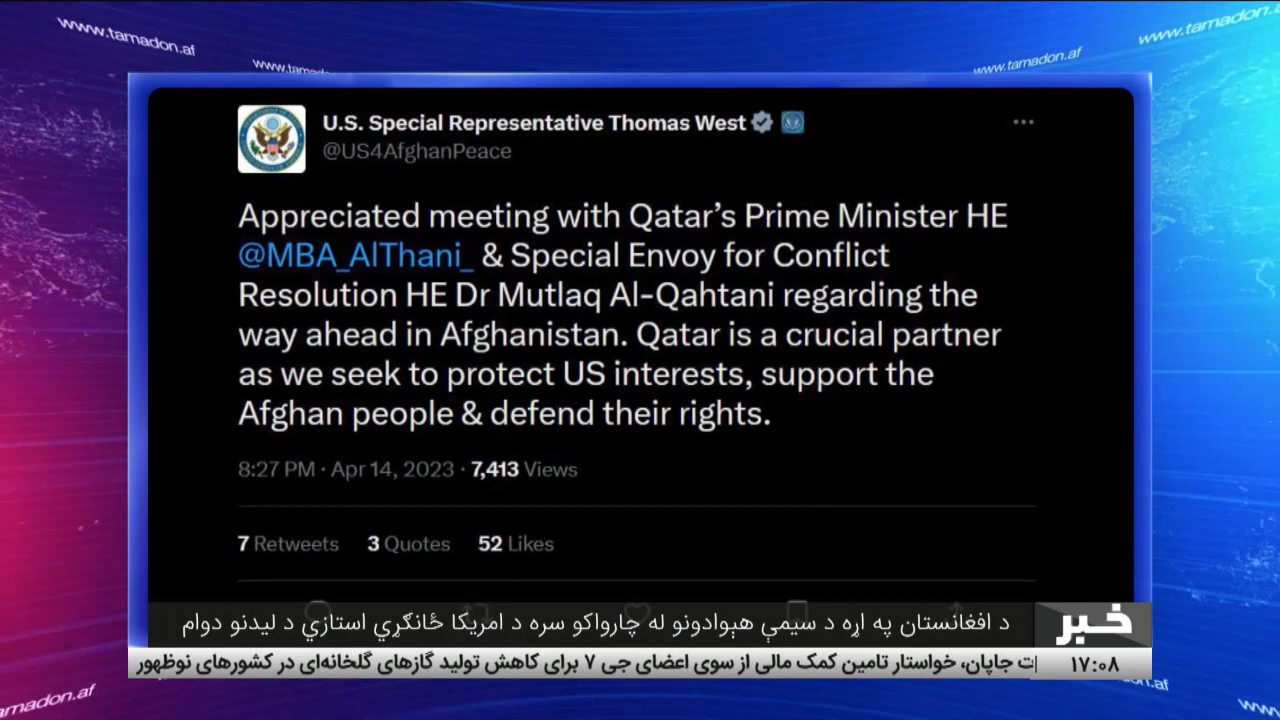 www.tamadon.af
www.tamadon.af
www.tamadon.af
U.S. Special Representative Thomas West
@US4AfghanPeace
Appreciated meeting with Qatar’s Prime Minister HE
@MBA_AlThani_ & Special Envoy for Conflict
Resolution HE Dr Mutlaq Al-Qahtani regarding the
way ahead in Afghanistan. Qatar is a crucial partner
as we seek to protect US interests, support the
Afghan people & defend their rights.
8:27 PM · Apr 14, 2023 · 7,413 Views
7 Retweets 3 Quotes 52 Likes
د افغانستان په اړه د سیمې هېوادونو له چارواکو سره د امریکا ځانګړي استازي د لیدنو دوام
خبر
ت جاپان، خواستار تامین کمک مالی از سوی اعضای جی ۷ برای کاهش تولید گازهای گلخانه‌ای در کشورهای نوظهور
۱۷:۰۸